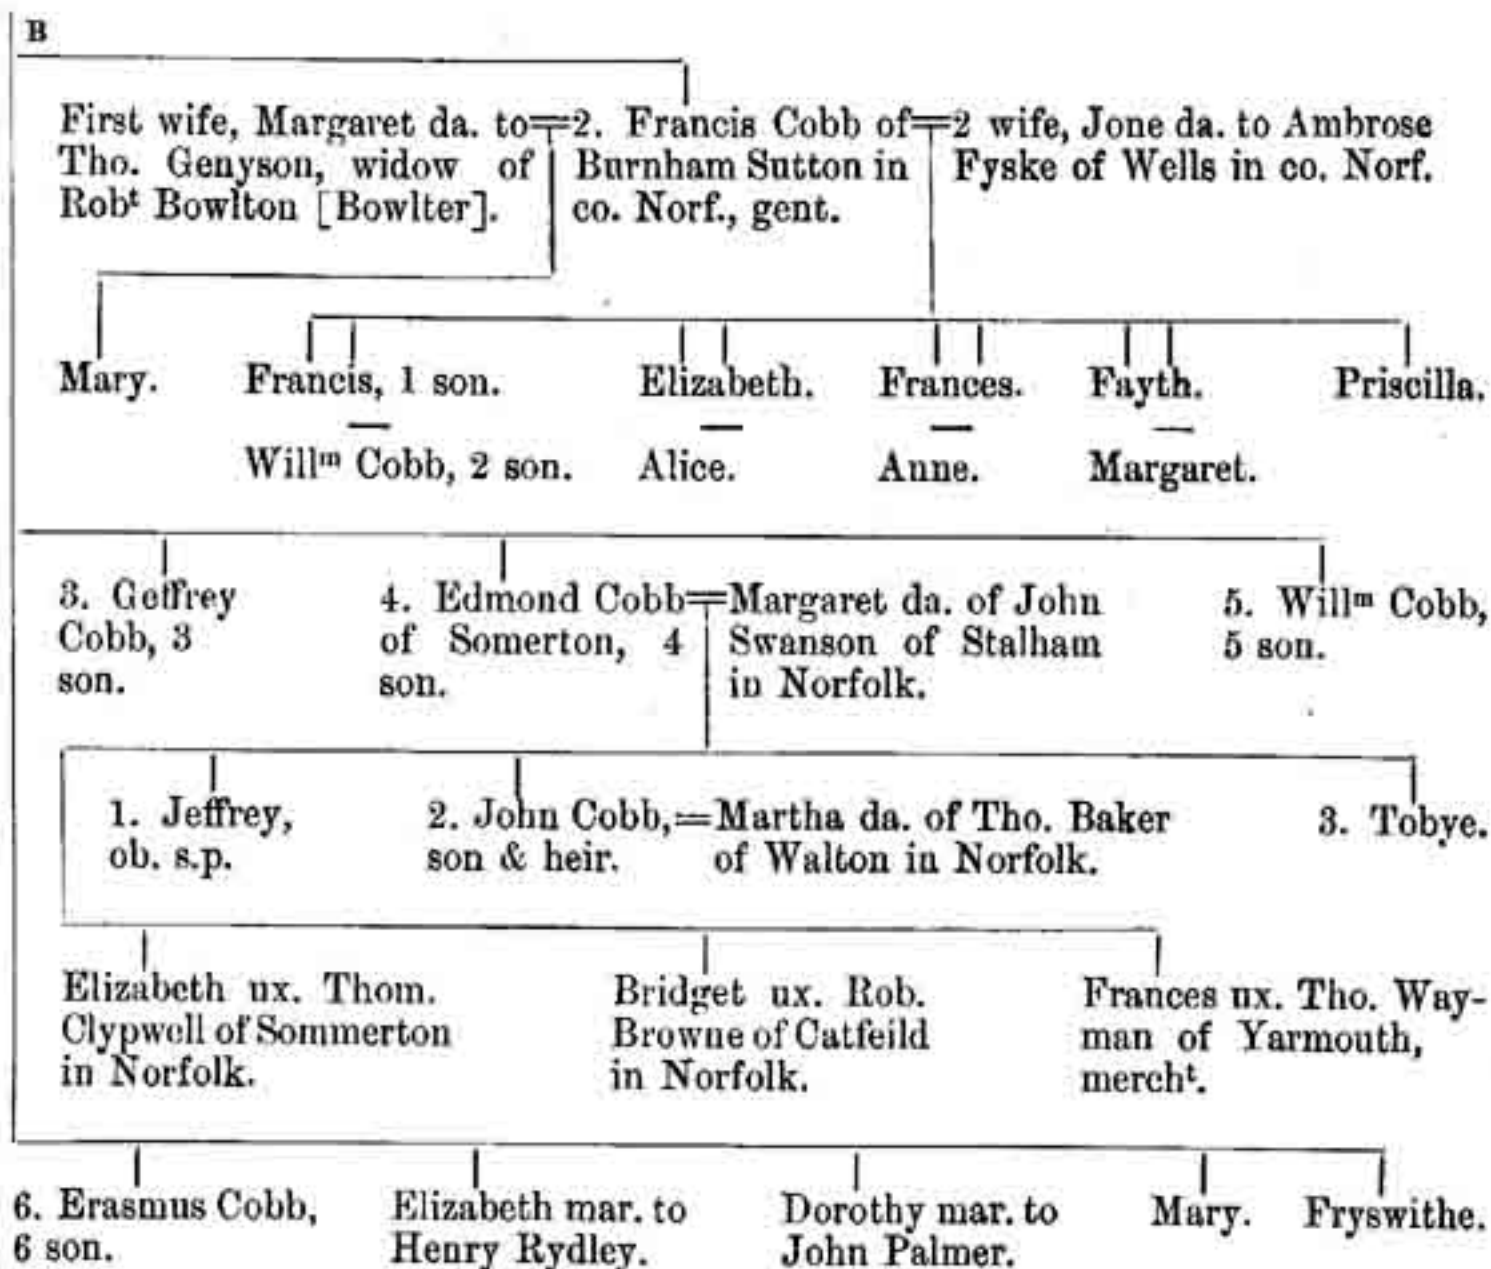 B
First wife, Margaret da. to
Tho. Genyson, widow of
Robᵗ Bowlton [Bowlter].
2. Francis Cobb of
Burnham Sutton in
co. Norf., gent.
2 wife, Jone da. to Ambrose
Fyske of Wells in co. Norf.
Mary.
Francis, 1 son.
Willᵐ Cobb, 2 son.
Elizabeth.
Alice.
Frances.
Anne.
Fayth.
Margaret.
Priscilla.
3. Geffrey
Cobb, 3
son.
4. Edmond Cobb
of Somerton, 4
son.
Margaret da. of John
Swanson of Stalham
in Norfolk.
5. Willᵐ Cobb,
5 son.
1. Jeffrey,
ob. s.p.
2. John Cobb,
son & heir.
Martha da. of Tho. Baker
of Walton in Norfolk.
3. Tobye.
Elizabeth ux. Thom.
Clypwell of Sommerton
in Norfolk.
Bridget ux. Rob.
Browne of Catfeild
in Norfolk.
Frances ux. Tho. Way-
man of Yarmouth,
merchᵗ.
6. Erasmus Cobb,
6 son.
Elizabeth mar. to
Henry Rydley.
Dorothy mar. to
John Palmer.
Mary.
Fryswithe.